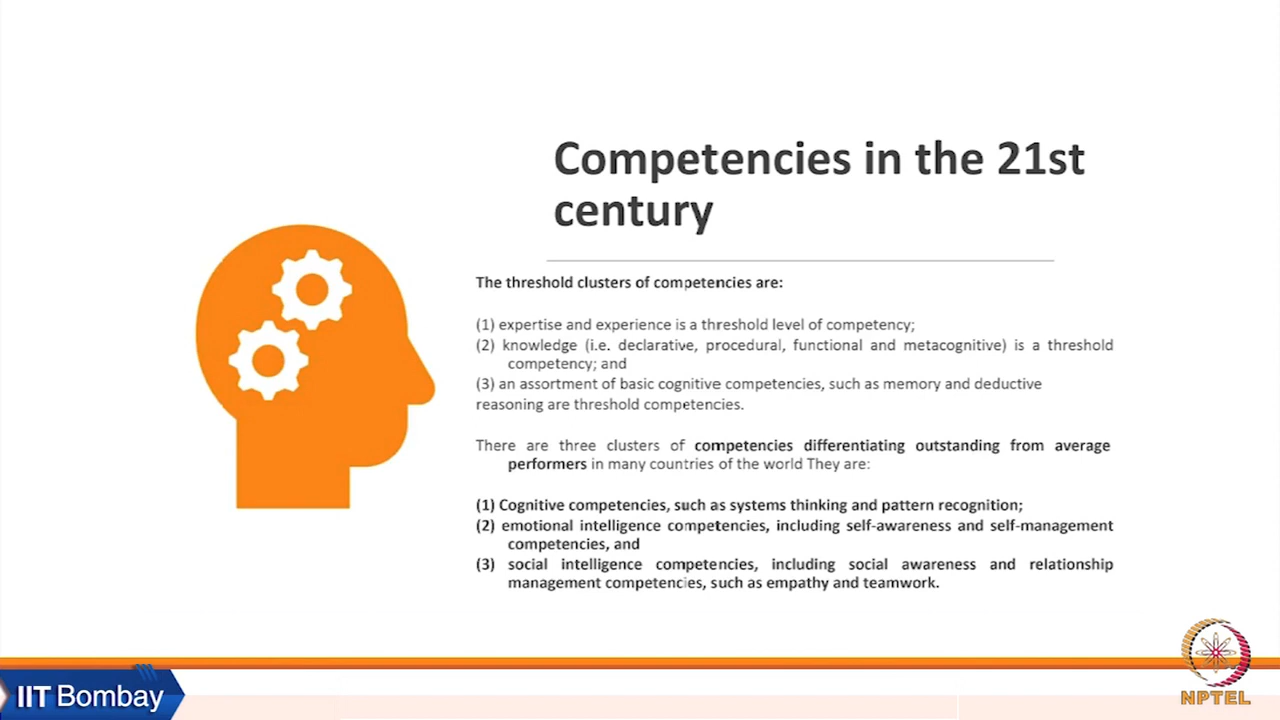 Competencies in the 21st
century
The threshold clusters of competencies are:
(1) expertise and experience is a threshold level of competency;
(2) knowledge (i.e. declarative, procedural, functional and metacognitive) is a threshold
competency; and
(3) an assortment of basic cognitive competencies, such as memory and deductive
reasoning are threshold competencies.
There are three clusters of competencies differentiating outstanding from average
performers in many countries of the world They are:
(1) Cognitive competencies, such as systems thinking and pattern recognition;
(2) emotional intelligence competencies, including self-awareness and self-management
competencies, and
(3) social intelligence competencies, including social awareness and relationship
management competencies, such as empathy and teamwork.
IIT Bombay
NPTEL